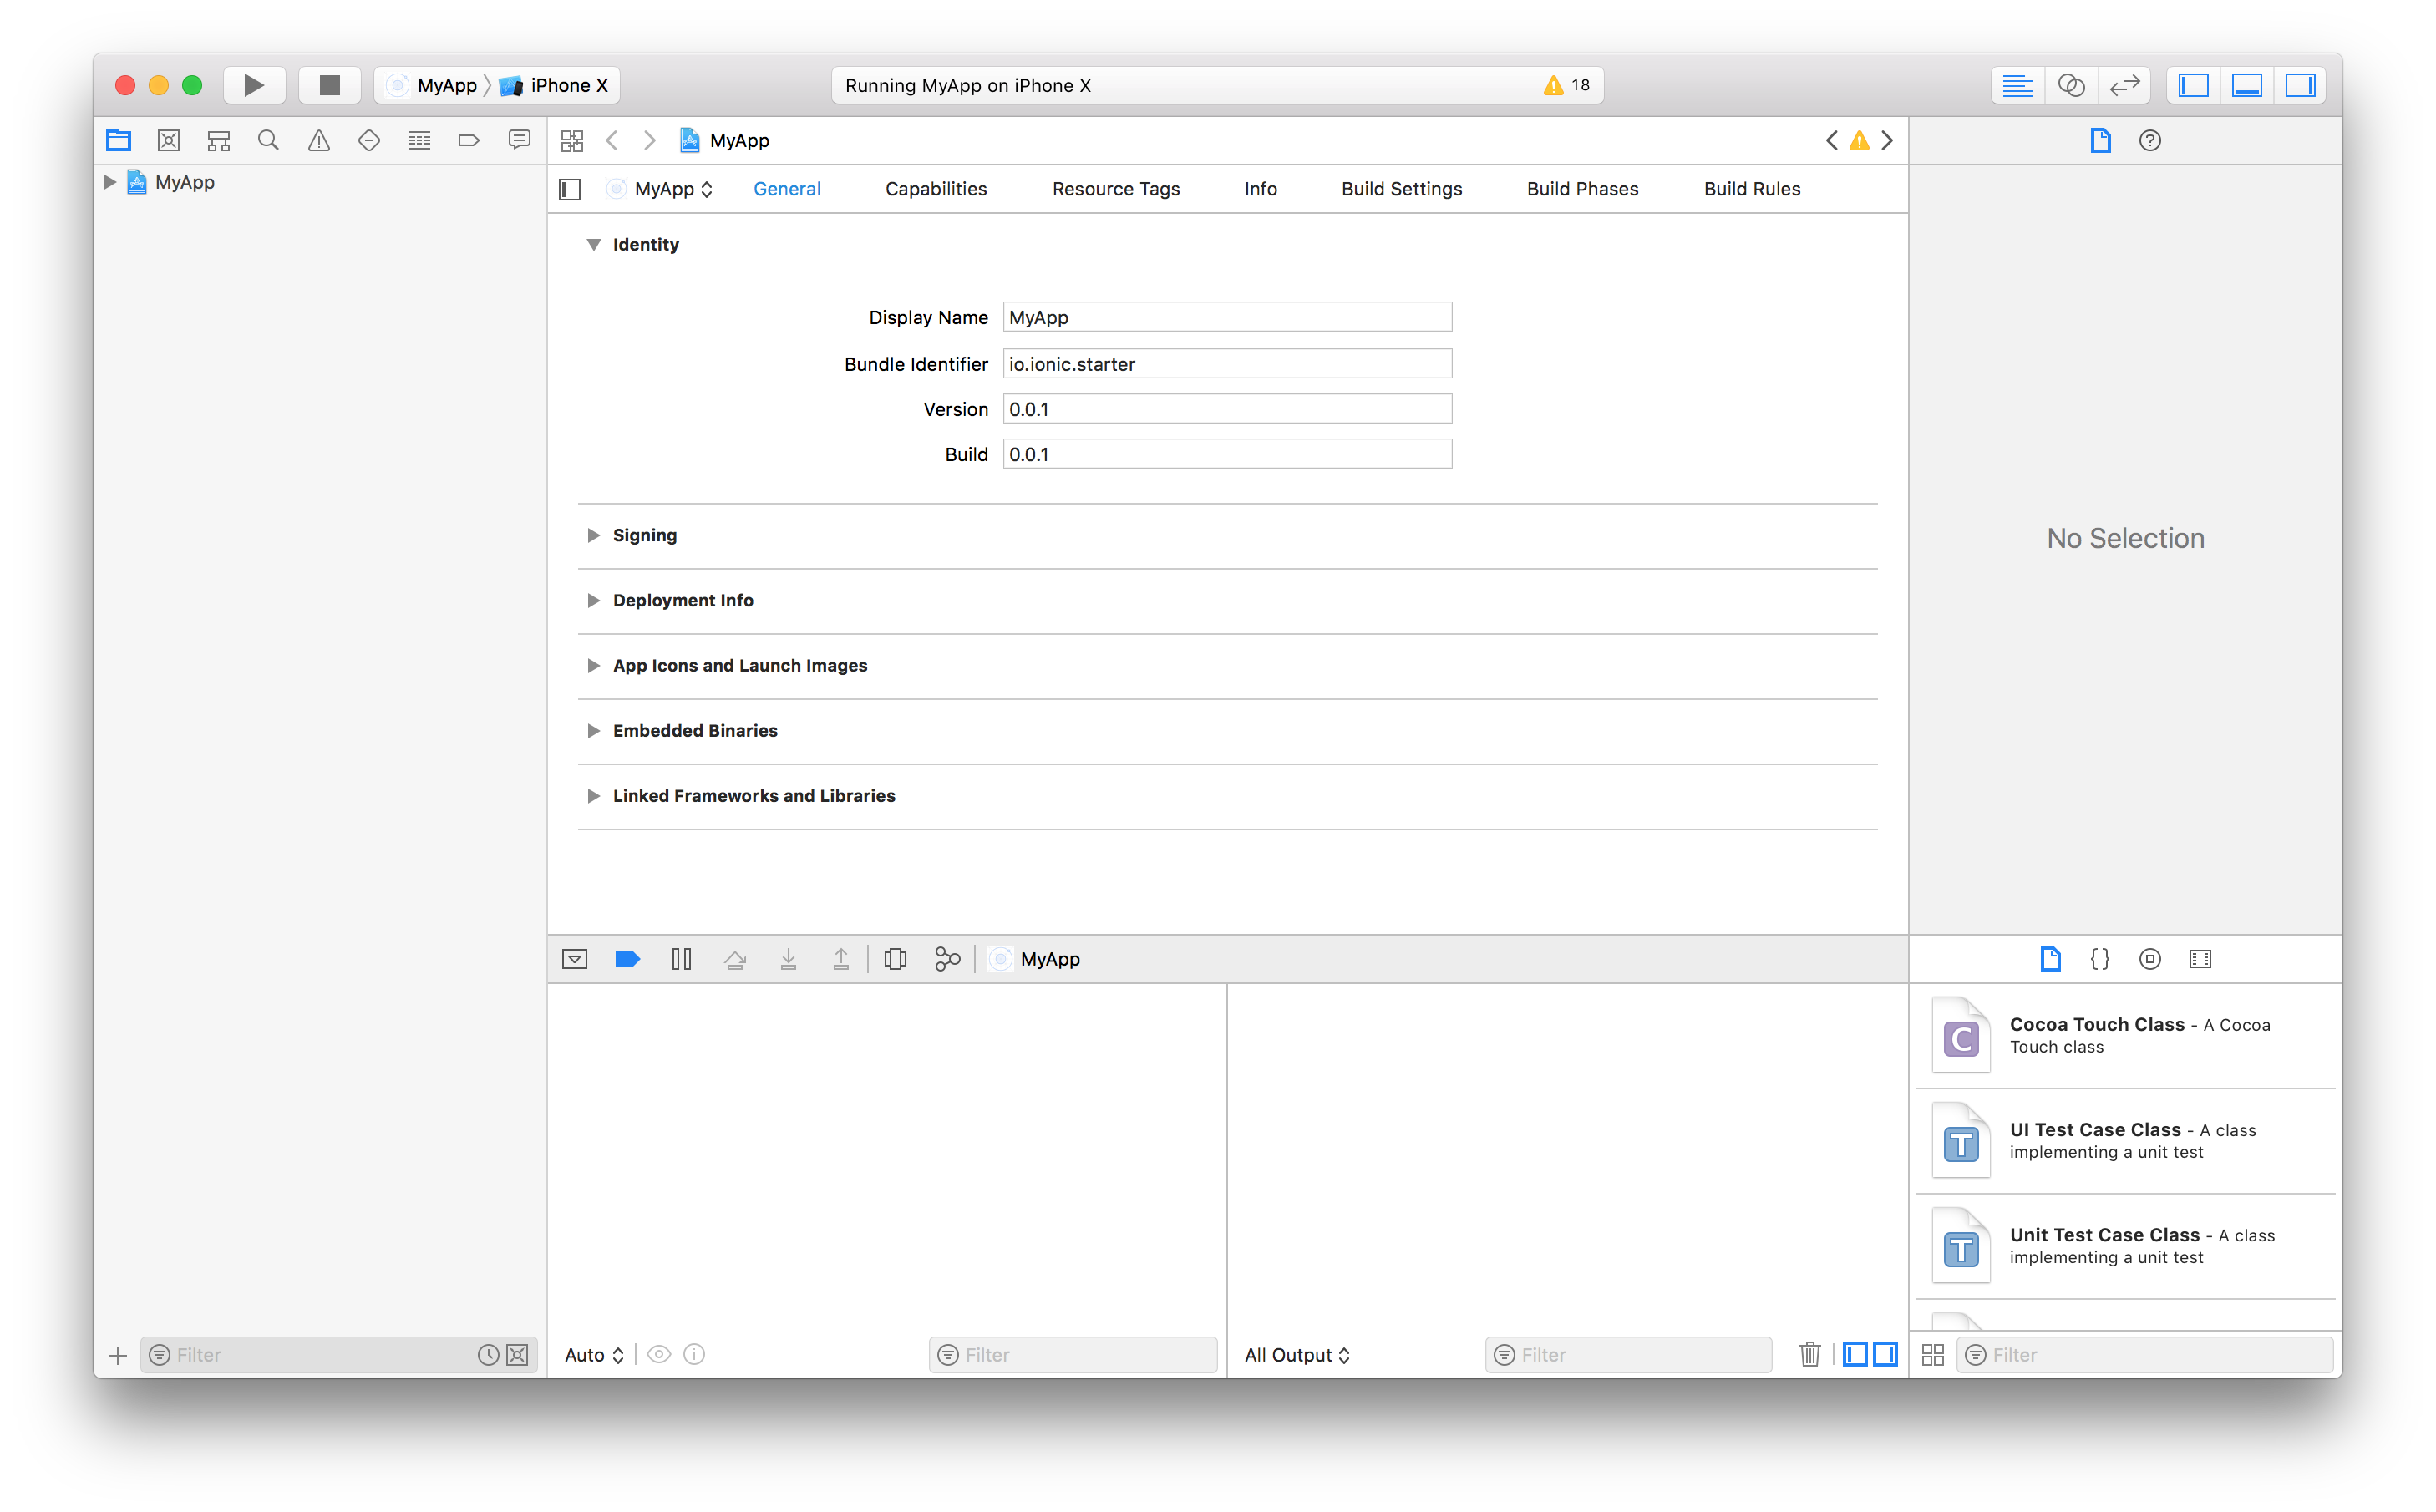 MyApp iPhone X
Running MyApp on iPhone X 18
MyApp
MyApp
MyApp General Capabilities Resource Tags Info Build Settings Build Phases Build Rules
Identity
Display Name MyApp
Bundle Identifier io.ionic.starter
Version 0.0.1
Build 0.0.1
Signing
Deployment Info
App Icons and Launch Images
Embedded Binaries
Linked Frameworks and Libraries
No Selection
MyApp
C
Cocoa Touch Class - A Cocoa
Touch class
T
UI Test Case Class - A class
implementing a unit test
T
Unit Test Case Class - A class
implementing a unit test
Filter
Auto
Filter
All Output
Filter
Filter